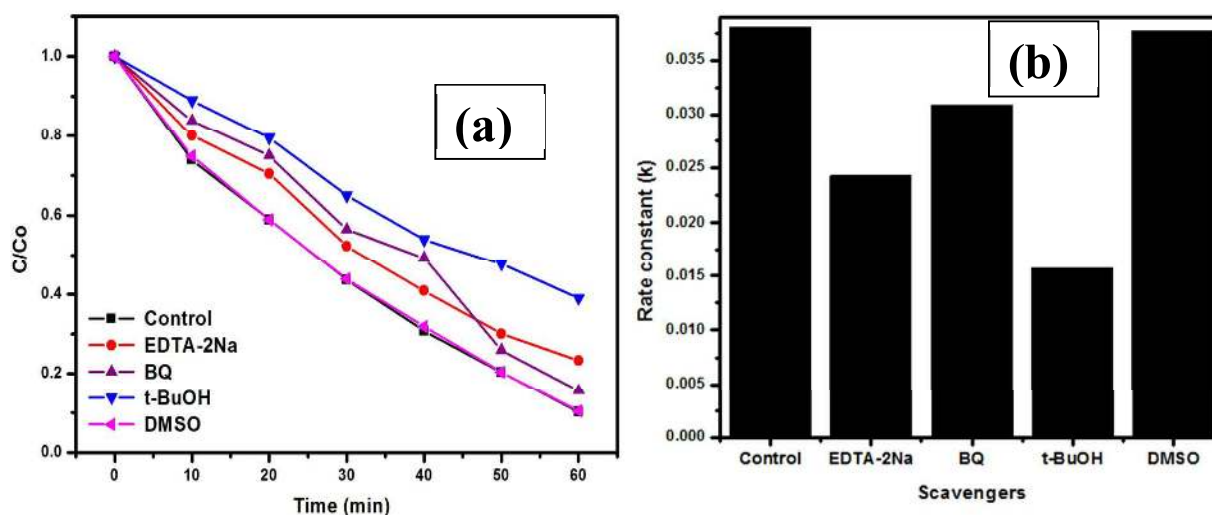 (a)
C/Co
1.0
0.8
0.6
0.4
0.2
0.0
Control
EDTA-2Na
BQ
t-BuOH
DMSO
0 10 20 30 40 50 60
Time (min)
(b)
Rate constant (k)
0.035
0.030
0.025
0.020
0.015
0.010
0.005
0.000
Control EDTA-2Na BQ t-BuOH DMSO
Scavengers